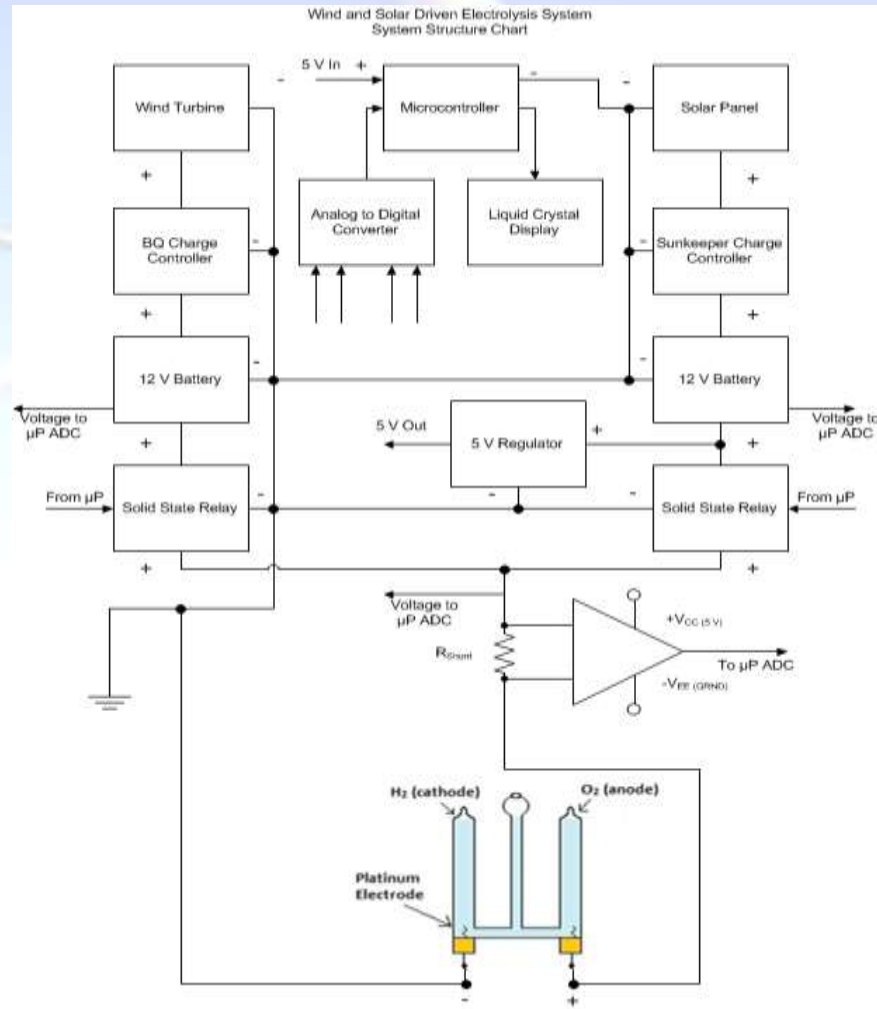 Wind and Solar Driven Electrolysis System
System Structure Chart
5 V In +
-
-
-
Wind Turbine
Microcontroller
Solar Panel
+
+
Analog to Digital
Converter
Liquid Crystal
Display
BQ Charge
Controller
-
-
Sunkeeper Charge
Controller
+
+
12 V Battery
-
-
12 V Battery
Voltage to
µP ADC
5 V Out
5 V Regulator
+
Voltage to
µP ADC
+
+
From µP
Solid State Relay
-
-
-
Solid State Relay
From µP
+
+
Voltage to
µP ADC
+VCC (5 V)
RShunt
To µP ADC
-VEE (GRND)
H2 (cathode)
O2 (anode)
Platinum
Electrode
-
+